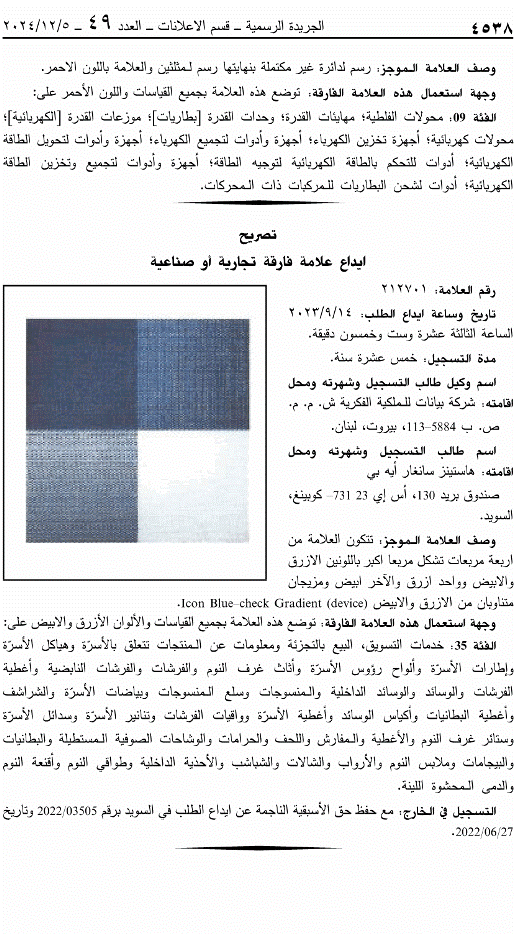 ٤٥٣٨ الجريدة الرسمية ــ قسم الاعلانات ــ العدد ٤٩ ــ ٢٠٢٤/١٢/٥
وصف العلامة الموجز: رسم لدائرة غير مكتملة بنهايتها رسم لمثلثين والعلامة باللون الاحمر.
وجهة استعمال هذه العلامة الفارقة: توضع هذه العلامة بجميع القياسات واللون الأحمر على:
الفئة 09: محولات الفلطية؛ مهايئات القدرة؛ وحدات القدرة [بطاريات]؛ موزعات القدرة [الكهربائية]؛
محولات كهربائية؛ أجهزة تخزين الكهرباء؛ أجهزة وأدوات لتجميع الكهرباء؛ أجهزة وأدوات لتحويل الطاقة
الكهربائية؛ أدوات للتحكم بالطاقة الكهربائية لتوجيه الطاقة؛ أجهزة وأدوات لتجميع وتخزين الطاقة
الكهربائية؛ أدوات لشحن البطاريات للمركبات ذات المحركات.
تصريح
ايداع علامة فارقة تجارية أو صناعية
رقم العلامة: ٢١٢٧٠١
تاريخ وساعة ايداع الطلب: ٢٠٢٣/٩/١٤
الساعة الثالثة عشرة وست وخمسون دقيقة.
مدة التسجيل: خمس عشرة سنة.
اسم وكيل طالب التسجيل وشهرته ومحل
اقامته: شركة بيانات للملكية الفكرية ش. م. م.
ص. ب 5884–113، بيروت، لبنان.
اسم طالب التسجيل وشهرته ومحل
اقامته: هاستينز سانغار أيه بي
صندوق بريد 130، أس إي 23 731– كوبينغ،
السويد.
وصف العلامة الموجز: تتكون العلامة من
اربعة مربعات تشكل مربعا اكبر باللونين الازرق
والابيض وواحد ازرق والآخر ابيض ومزيجان
متناوبان من الازرق والابيض Icon Blue–check Gradient (device).
وجهة استعمال هذه العلامة الفارقة: توضع هذه العلامة بجميع القياسات والألوان الأزرق والابيض على:
الفئة 35: خدمات التسويق، البيع بالتجزئة ومعلومات عن المنتجات تتعلق بالأسرّة وهياكل الأسرّة
وإطارات الأسرّة وألواح رؤوس الأسرّة وأثاث غرف النوم والفرشات والفرشات النابضية وأغطية
الفرشات والوسائد والوسائد الداخلية والمنسوجات وسلع المنسوجات وبياضات الأسرّة والشراشف
وأغطية البطانيات وأكياس الوسائد وأغطية الأسرّة وواقيات الفرشات وتنانير الأسرّة وسدائل الأسرّة
وستائر غرف النوم والأغطية والمفارش واللحف والحرامات والوشاحات الصوفية المستطيلة والبطانيات
والبيجامات وملابس النوم والأرواب والشالات والشباشب والأحذية الداخلية وطواقي النوم وأقنعة النوم
والدمى المحشوة اللينة.
التسجيل في الخارج: مع حفظ حق الأسبقية الناجمة عن ايداع الطلب في السويد برقم 2022/03505 وتاريخ
2022/06/27.